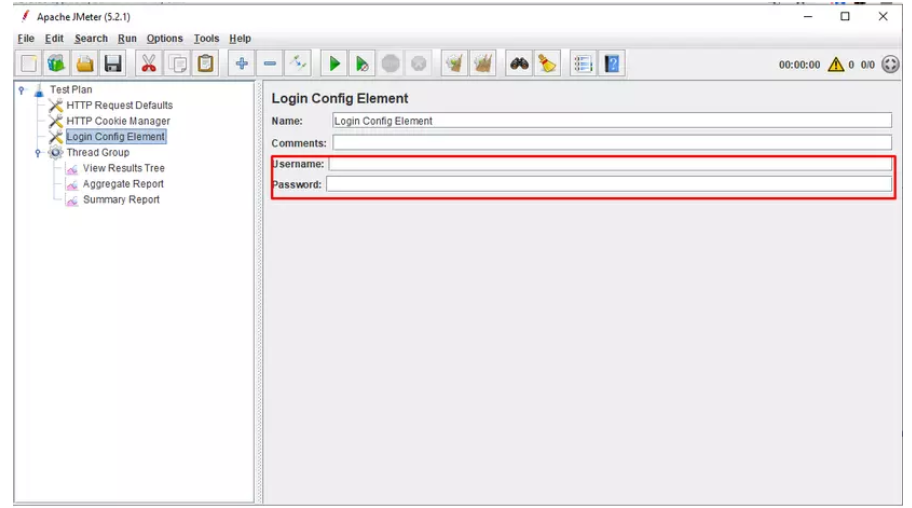 Apache JMeter (5.2.1)
File Edit Search Run Options Tools Help
00:00:00 0 0/0
Test Plan
HTTP Request Defaults
HTTP Cookie Manager
Login Config Element
Thread Group
View Results Tree
Aggregate Report
Summary Report
Login Config Element
Name: Login Config Element
Comments:
Username:
Password: